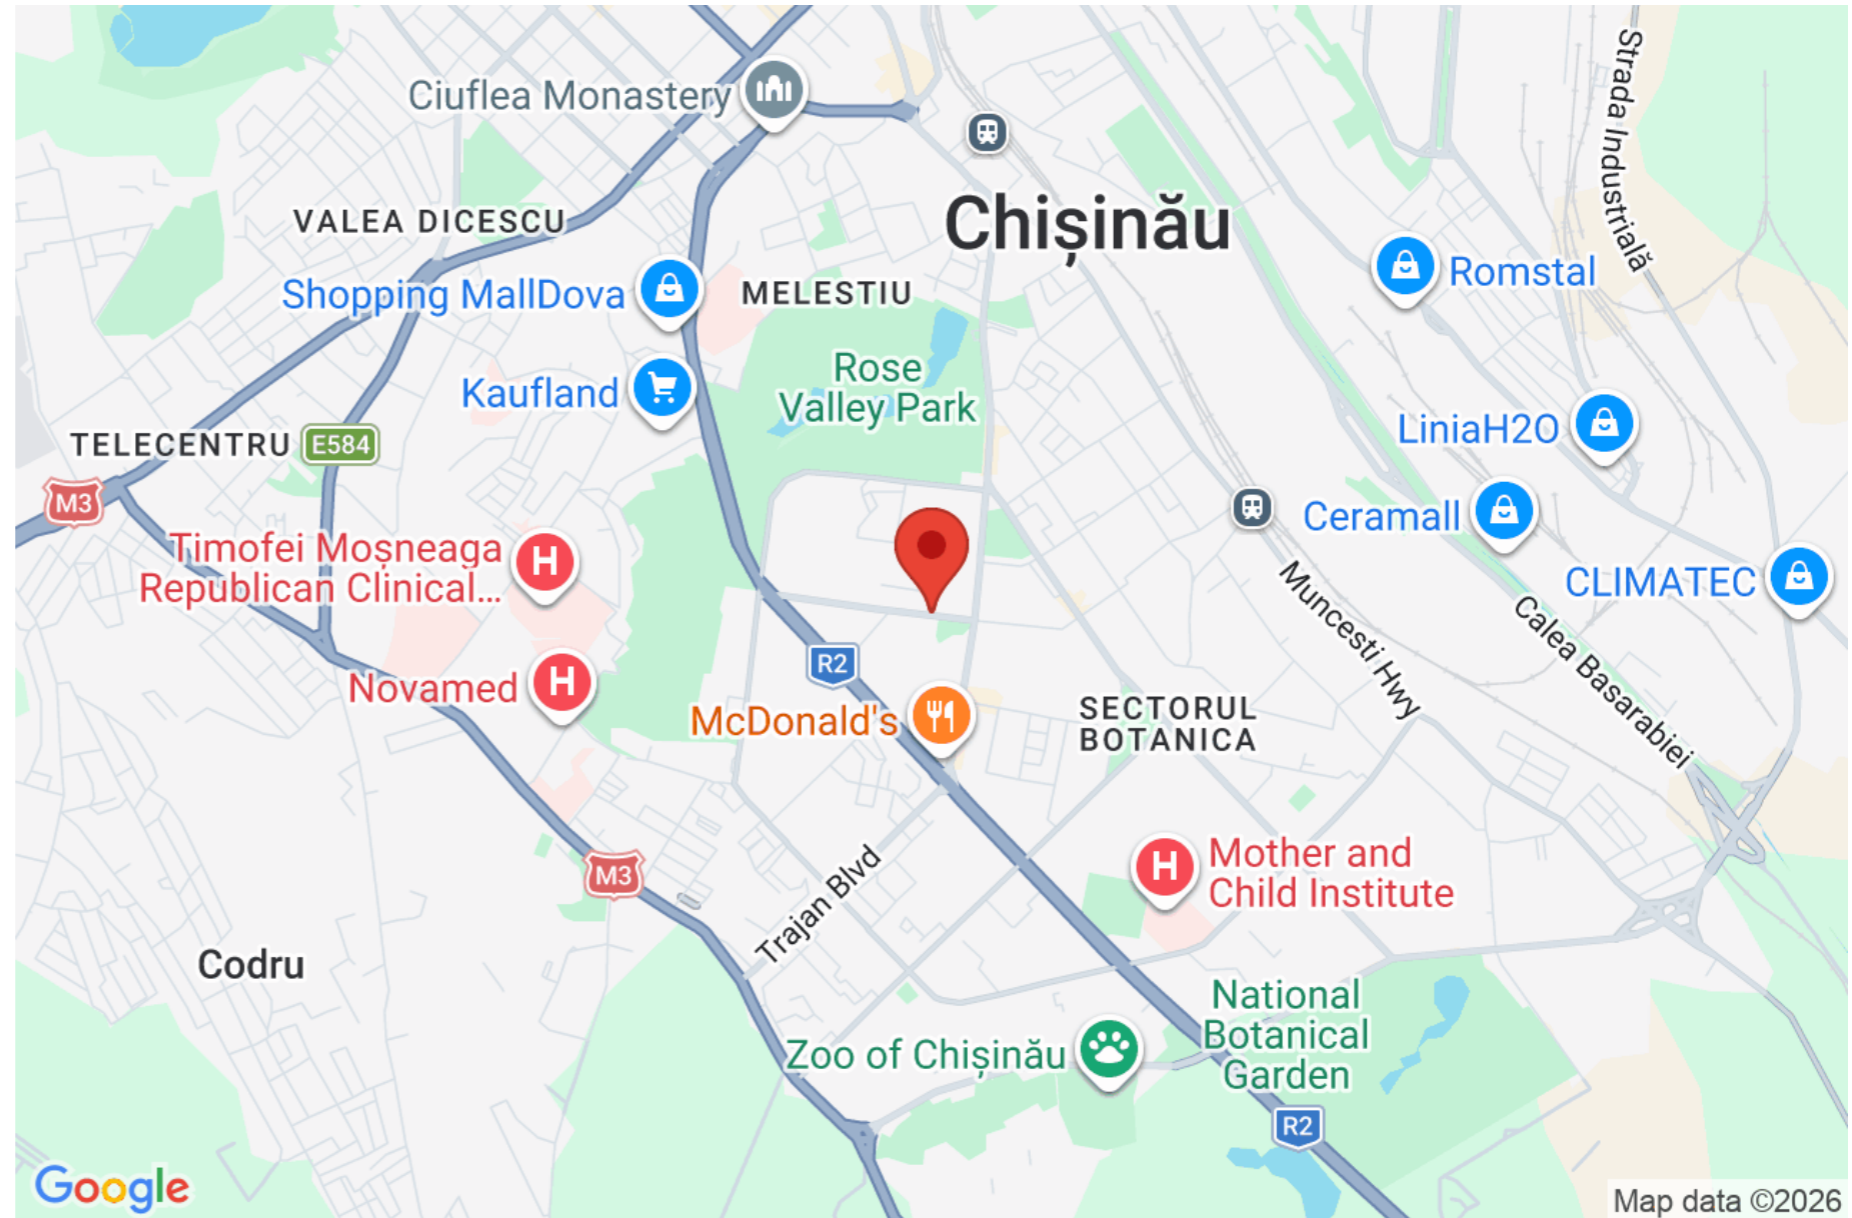 Ciuflea Monastery
Strada Industrială
VALEA DICESCU
Chișinău
Shopping MallDova
MELESTIU
Romstal
Rose
Valley Park
Kaufland
TELECENTRU
E584
LiniaH2O
M3
Ceramall
Timofei Moșneaga
Republican Clinical...
H
CLIMATEC
Muncesti Hwy
Calea Basarabiei
R2
Novamed
H
McDonald's
SECTORUL
BOTANICA
M3
Trajan Blvd
H
Mother and
Child Institute
Codru
National
Botanical
Garden
Zoo of Chișinău
R2
Google
Map data ©2026